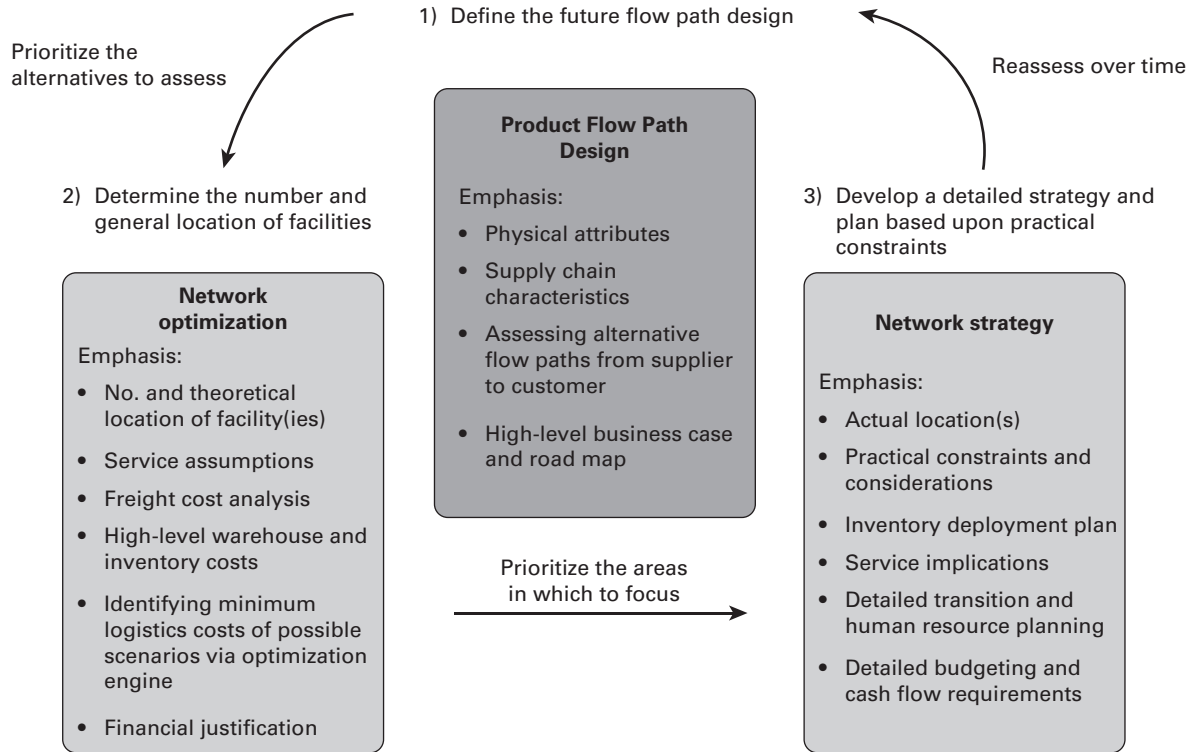 1) Define the future flow path design
Prioritize the
alternatives to assess
Reassess over time
Product Flow Path
Design
Emphasis:
• Physical attributes
• Supply chain
characteristics
• Assessing alternative
flow paths from supplier
to customer
• High-level business case
and road map
2) Determine the number and
general location of facilities
Network
optimization
Emphasis:
• No. and theoretical
location of facility(ies)
• Service assumptions
• Freight cost analysis
• High-level warehouse and
inventory costs
• Identifying minimum
logistics costs of possible
scenarios via optimization
engine
• Financial justification
Prioritize the areas
in which to focus
3) Develop a detailed strategy and
plan based upon practical
constraints
Network strategy
Emphasis:
• Actual location(s)
• Practical constraints and
considerations
• Inventory deployment plan
• Service implications
• Detailed transition and
human resource planning
• Detailed budgeting and
cash flow requirements